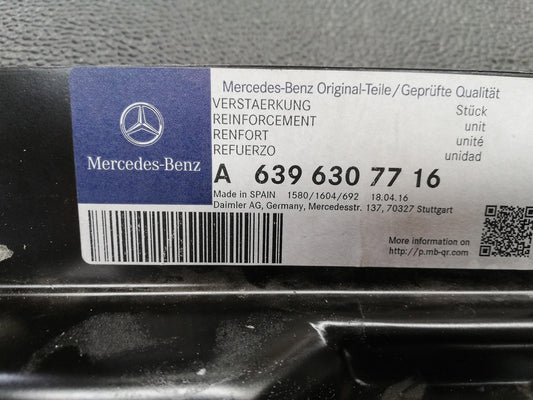 Mercedes-Benz Original-Teile/Geprüfte Qualität
VERSTAERKUNG Stück
REINFORCEMENT unit
RENFORT unité
REFUERZO unidad
Mercedes-Benz
A 639 630 77 16
Made in SPAIN 1580/1604/692 18.04.16
Daimler AG, Germany, Mercedesstr. 137, 70327 Stuttgart
More information on
http://p.mb-qr.com